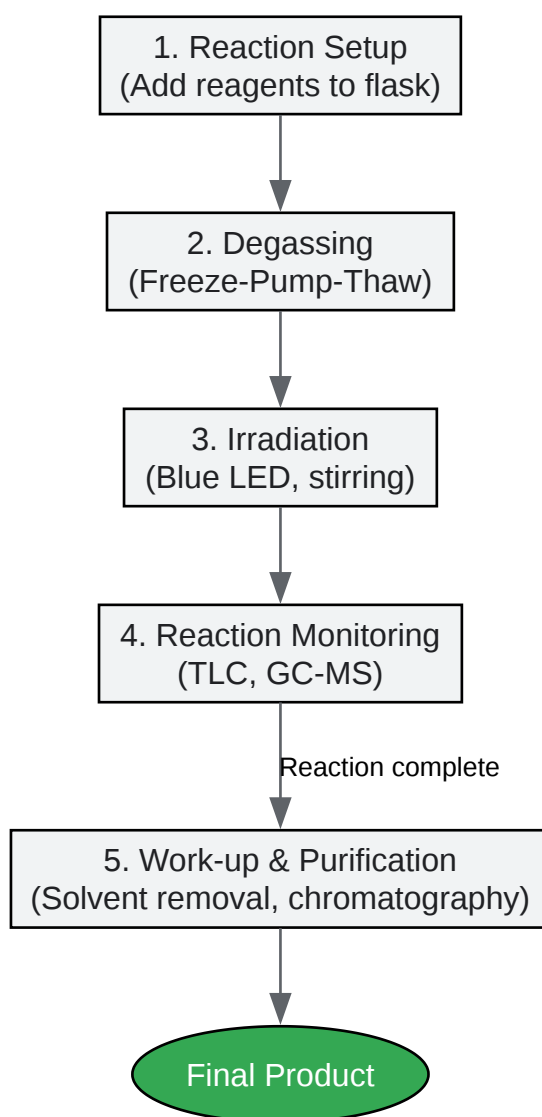 1. Reaction Setup
(Add reagents to flask)
2. Degassing
(Freeze-Pump-Thaw)
3. Irradiation
(Blue LED, stirring)
4. Reaction Monitoring
(TLC, GC-MS)
Reaction complete
5. Work-up & Purification
(Solvent removal, chromatography)
Final Product